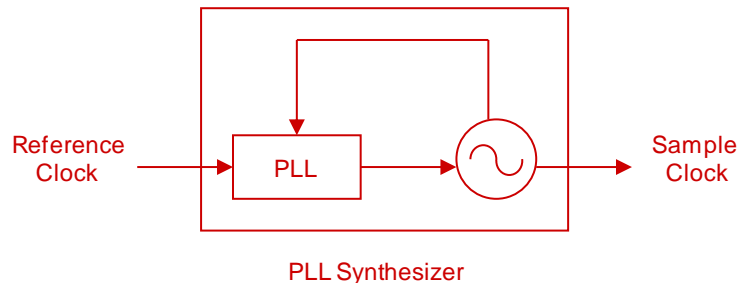 Reference
Clock
PLL
Sample
Clock
PLL Synthesizer